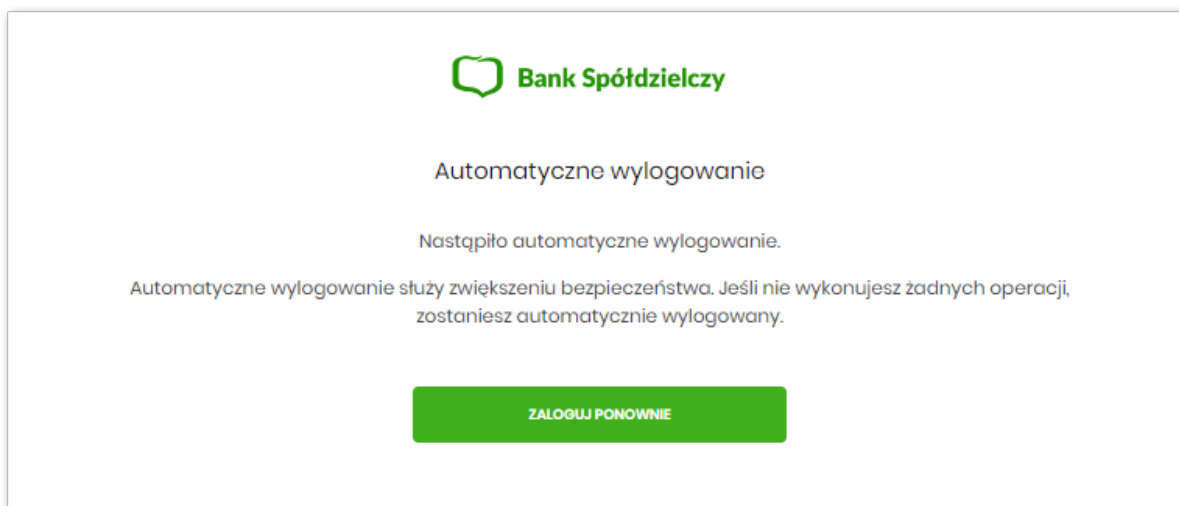 Bank Spółdzielczy
Automatyczne wylogowanie
Nastąpiło automatyczne wylogowanie.
Automatyczne wylogowanie służy zwiększeniu bezpieczeństwa. Jeśli nie wykonujesz żadnych operacji,
zostaniesz automatycznie wylogowany.
ZALOGUJ PONOWNIE